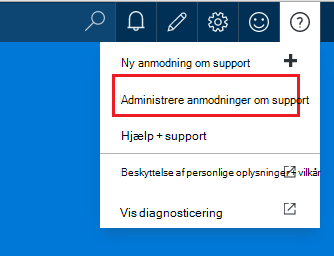 Ny anmodning om support
Administrere anmodninger om support
Hjælp + support
Beskyttelse af personlige oplysninger + vilkår
Vis diagnosticering